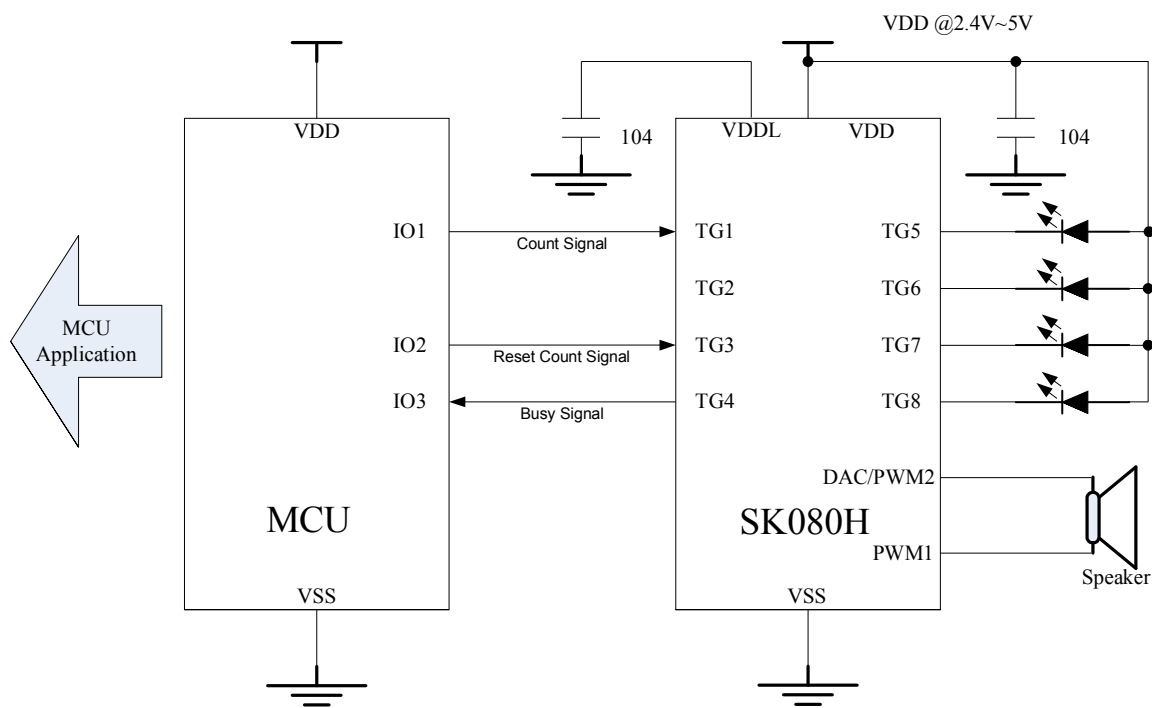 VDD @2.4V~5V
VDD
104
VDDL
VDD
104
IO1
Count Signal
TG1
TG5
TG2
TG6
MCU
Application
IO2
Reset Count Signal
TG3
TG7
IO3
Busy Signal
TG4
TG8
DAC/PWM2
MCU
SK080H
PWM1
Speaker
VSS
VSS